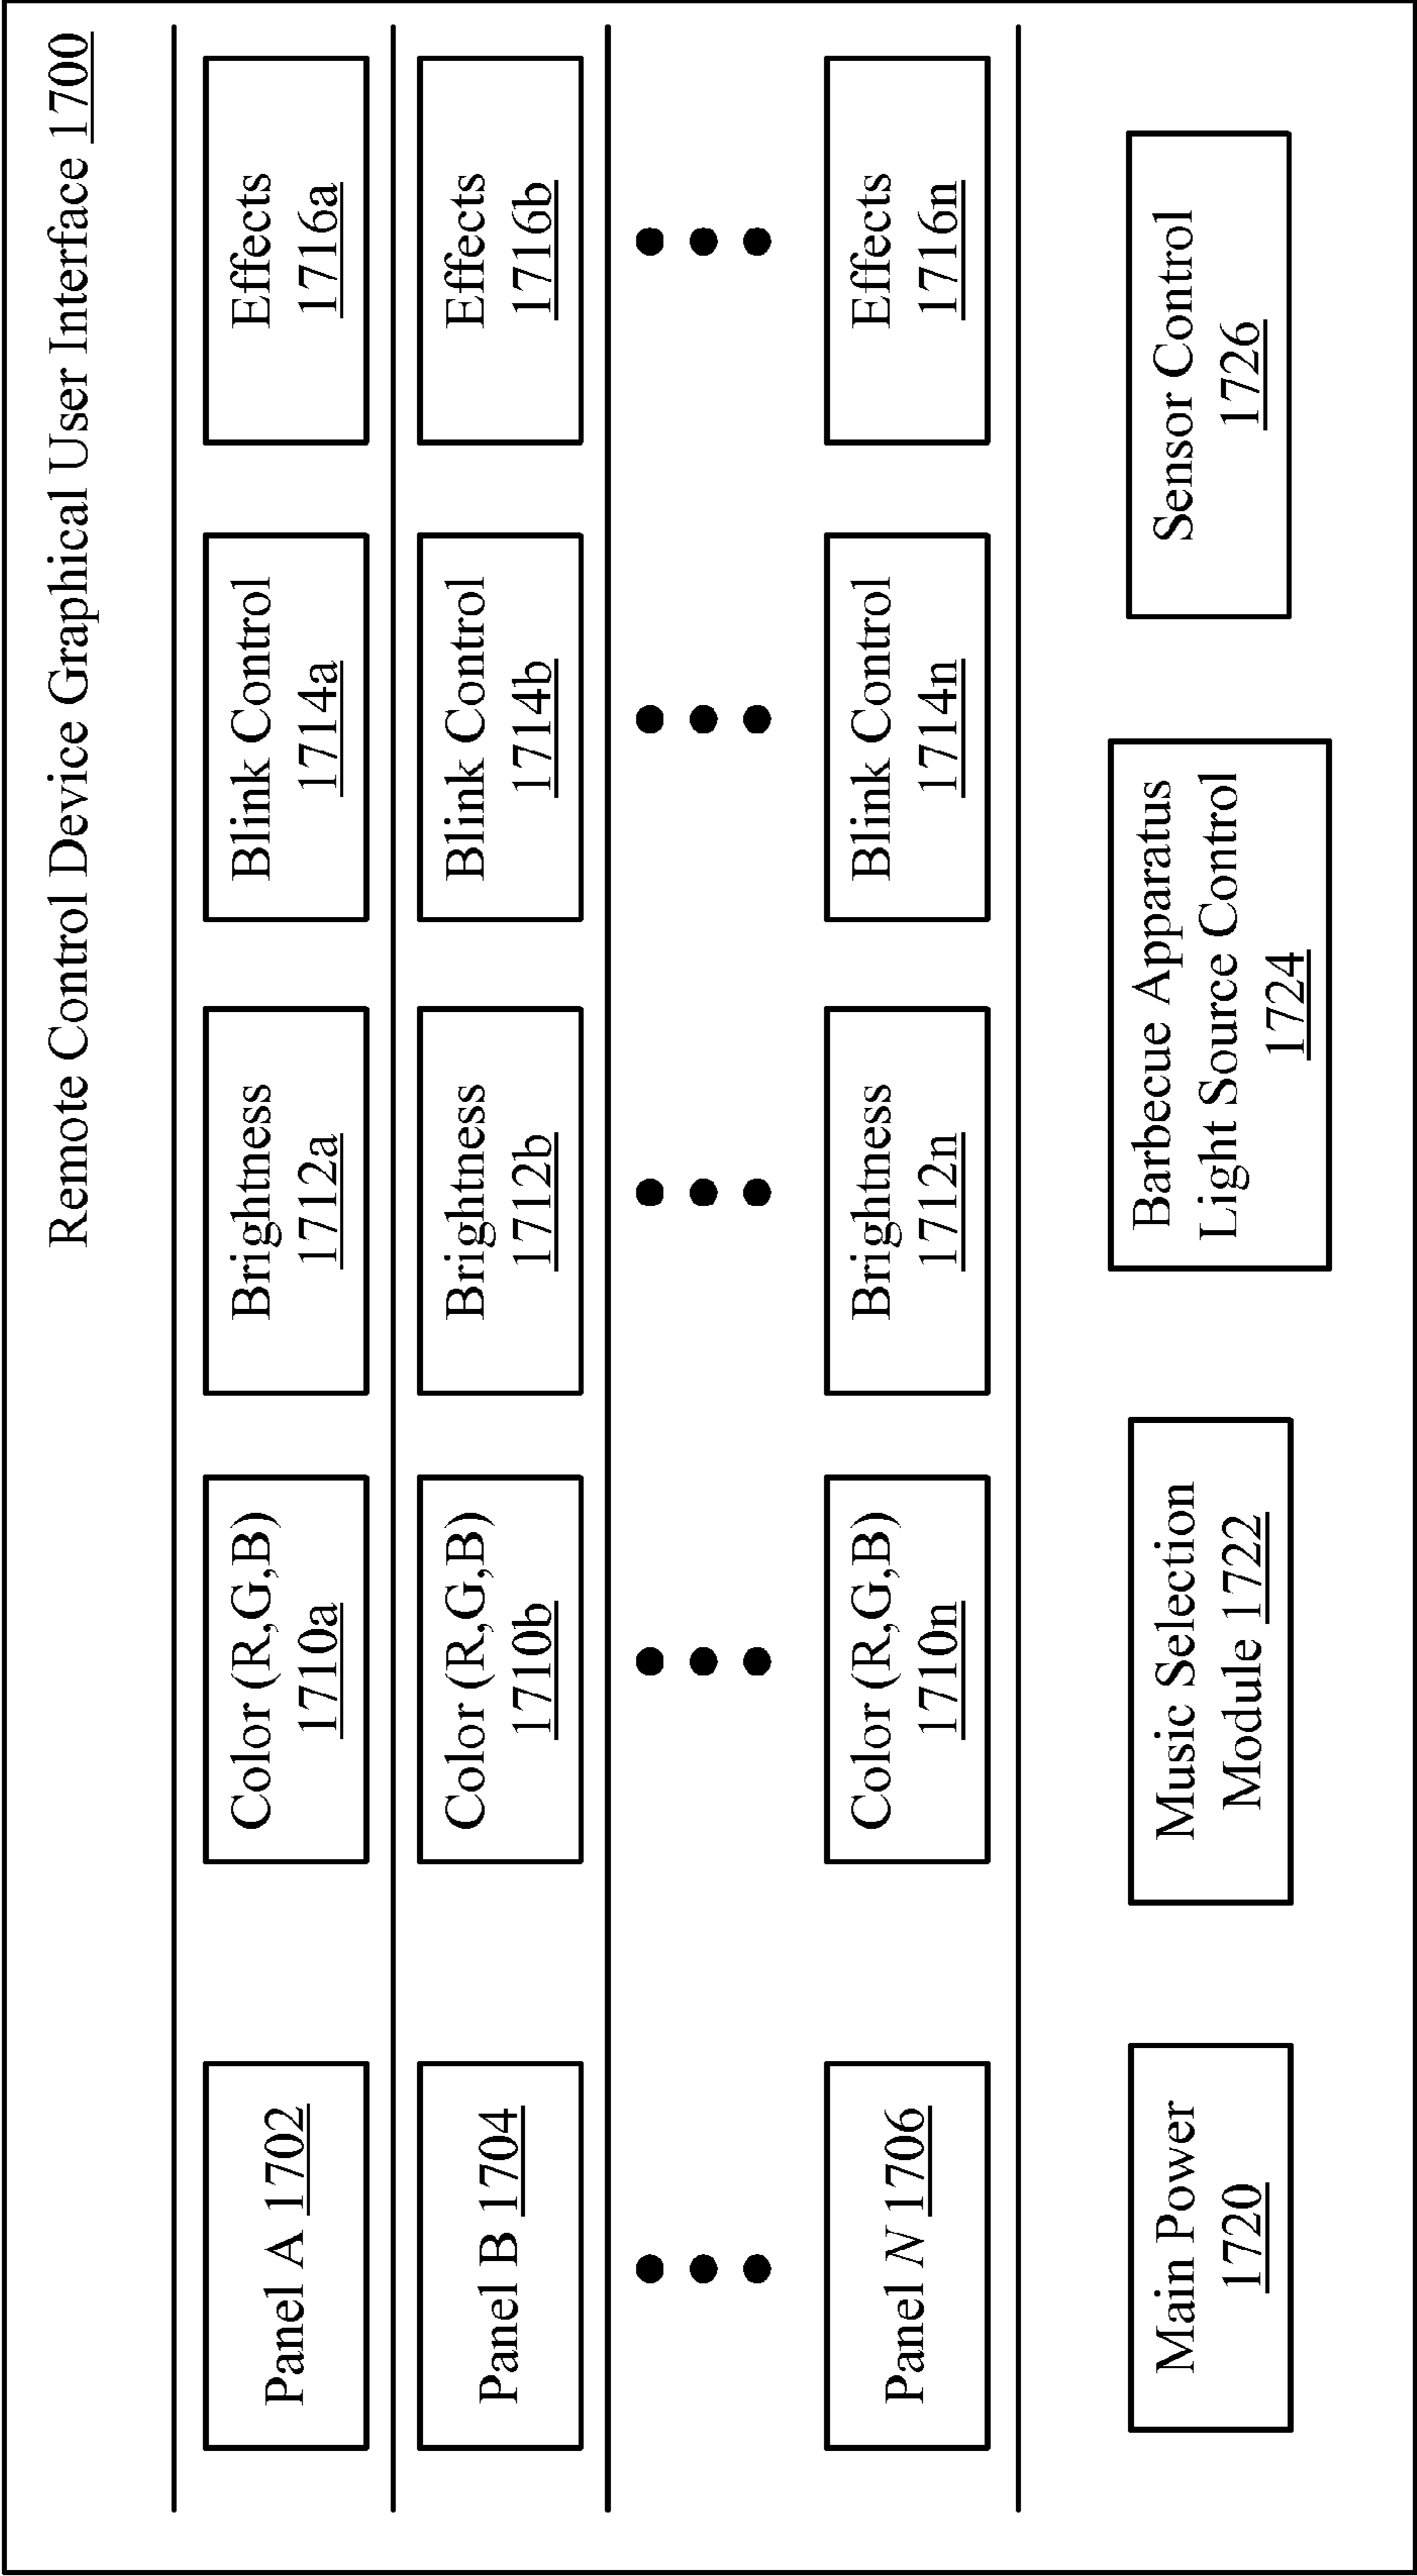 Remote Control Device Graphical User Interface 1700
Panel A 1702
Color (R,G,B)
1710a
Brightness
1712a
Blink Control
1714a
Effects
1716a
Panel B 1704
Color (R,G,B)
1710b
Brightness
1712b
Blink Control
1714b
Effects
1716b
Panel N 1706
Color (R,G,B)
1710n
Brightness
1712n
Blink Control
1714n
Effects
1716n
Main Power
1720
Music Selection
Module 1722
Barbecue Apparatus
Light Source Control
1724
Sensor Control
1726